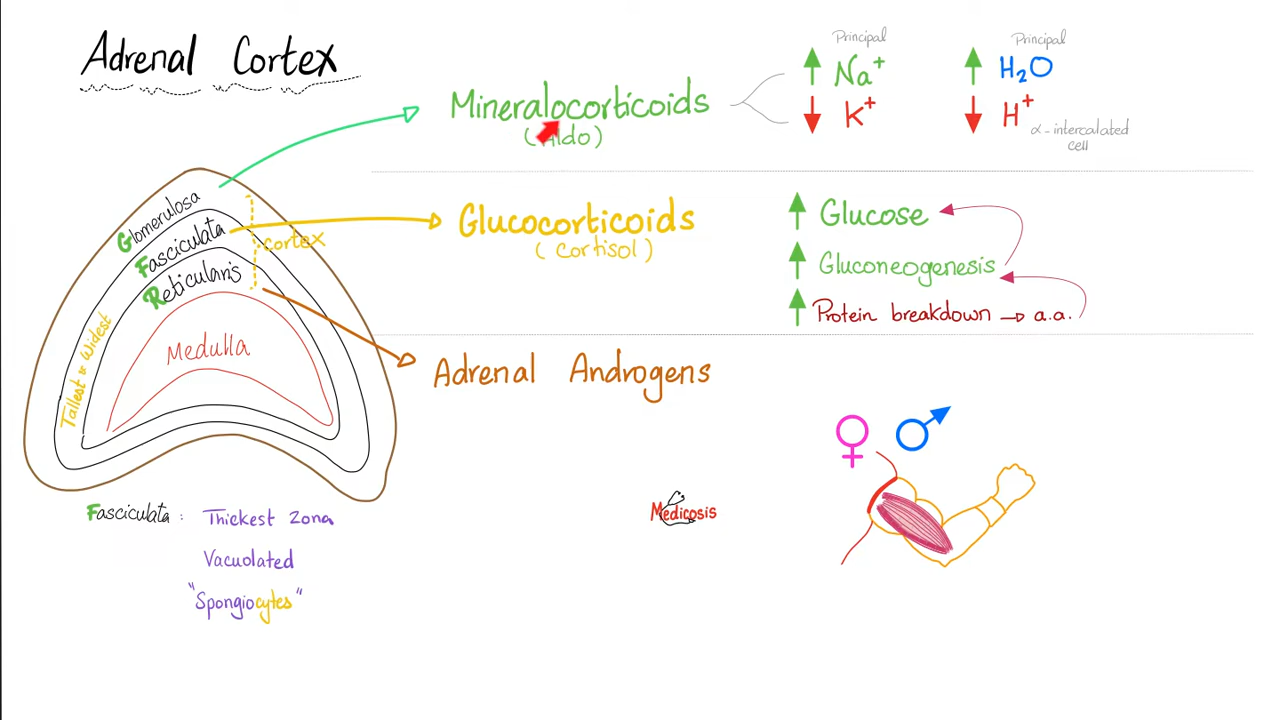 Adrenal Cortex
Principal
Principal
Mineralocorticoids
(Aldo)
Na+
H2O
K+
H+
α-intercalated
cell
Glomerulosa
Fasciculata
Reticularis
cortex
Medulla
Tallest & Widest
Glucocorticoids
(Cortisol)
Glucose
Gluconeogenesis
Protein breakdown → a.a.
Adrenal Androgens
Fasciculata: Thickest Zona
Vacuolated
"Spongiocytes"
Medicosis